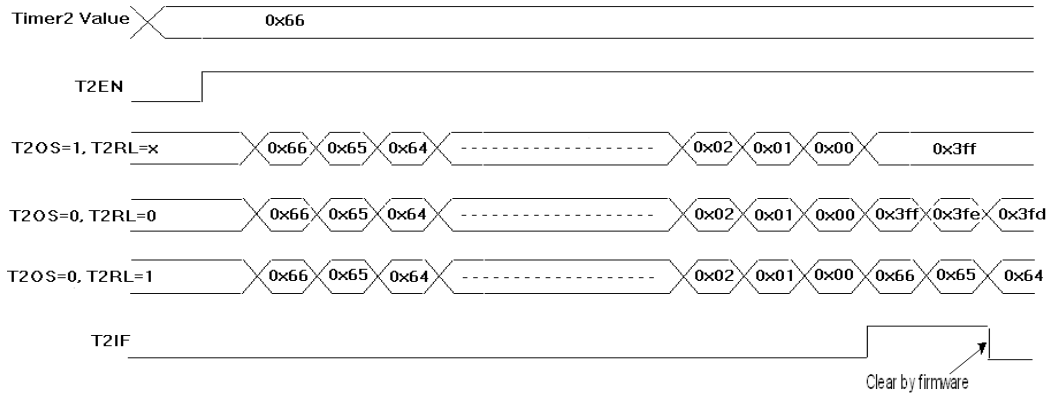 Timer2 Value 0x66
T2EN
T2OS=1, T2RL=x 0x66 0x65 0x64 0x02 0x01 0x00 0x3ff
T2OS=0, T2RL=0 0x66 0x65 0x64 0x02 0x01 0x00 0x3ff 0x3fe 0x3fd
T2OS=0, T2RL=1 0x66 0x65 0x64 0x02 0x01 0x00 0x66 0x65 0x64
T2IF
Clear by firmware